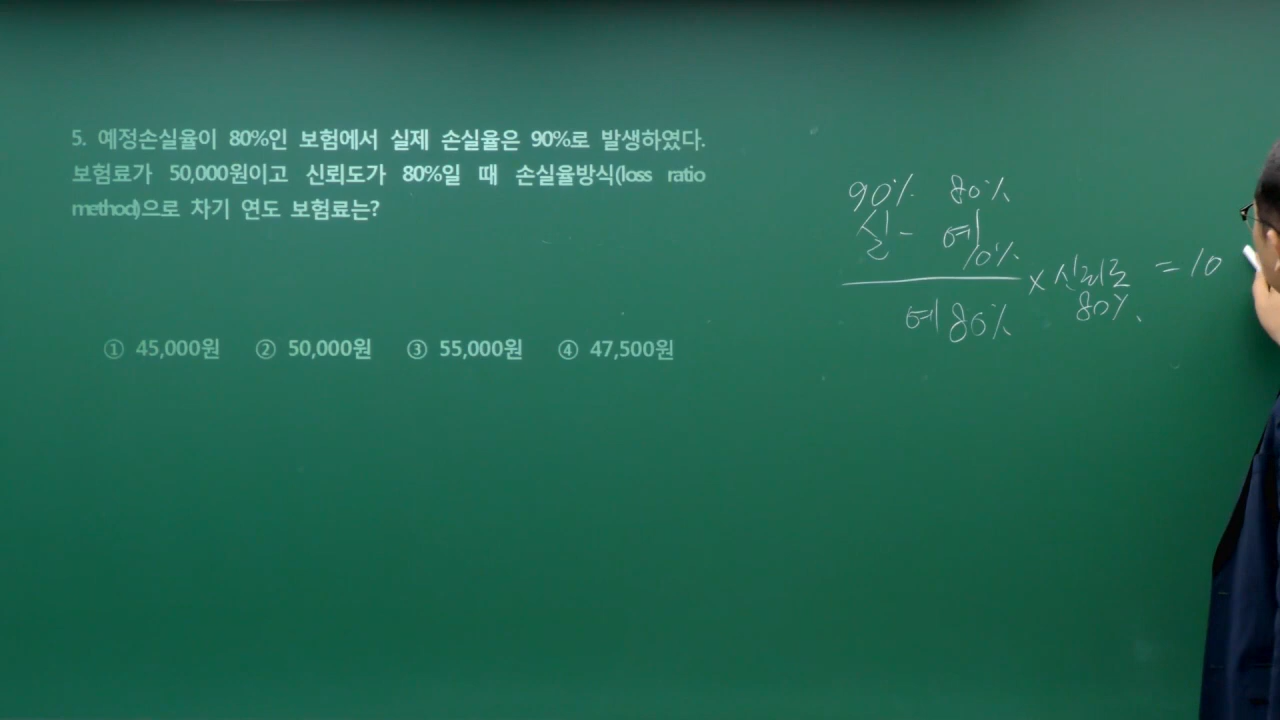 5. 예정손실율이 80%인 보험에서 실제 손실율은 90%로 발생하였다.
보험료가 50,000원이고 신뢰도가 80%일 때 손실율방식(loss ratio
method)으로 차기 연도 보험료는?
① 45,000원 ② 50,000원 ③ 55,000원 ④ 47,500원
90% 80%
실 - 예
10%
× 신뢰도 = 10
80%
예 80%